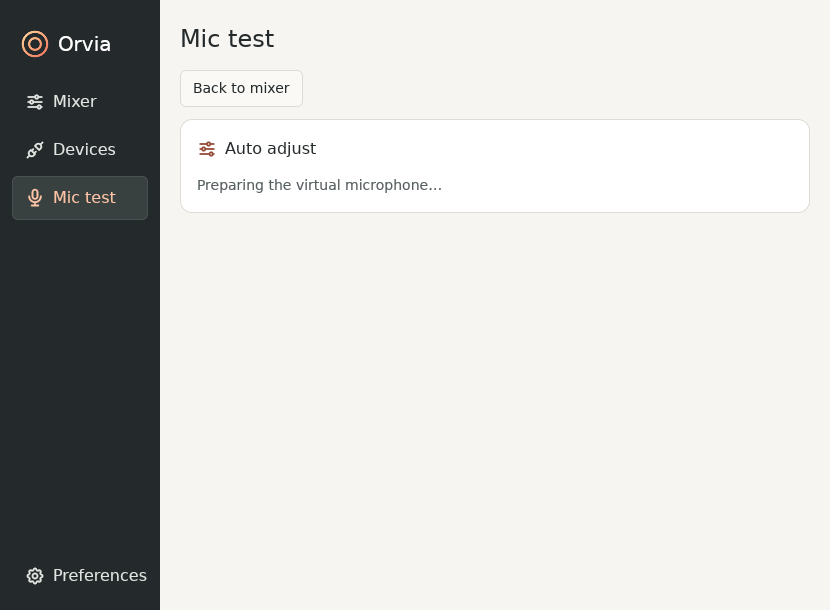 Orvia
Mixer
Devices
Mic test
Preferences
Mic test
Back to mixer
Auto adjust
Preparing the virtual microphone...